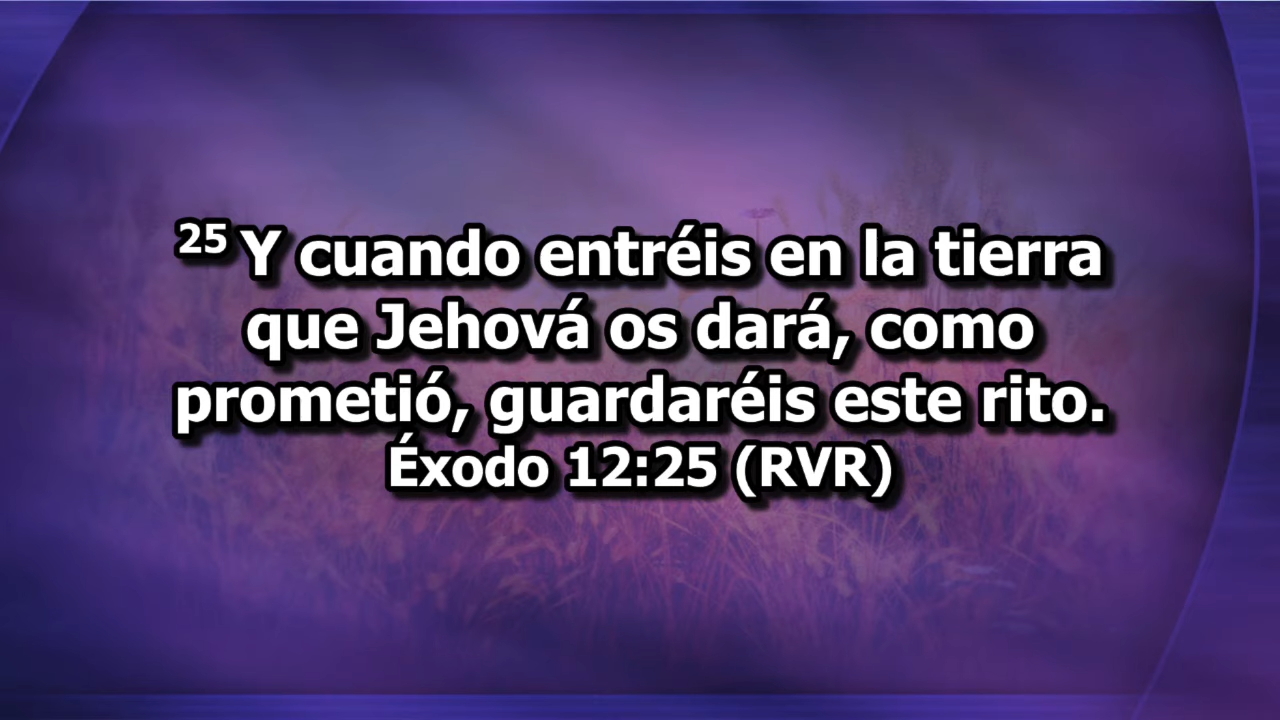 25 Y cuando entréis en la tierra
que Jehová os dará, como
prometió, guardaréis este rito.
Éxodo 12:25 (RVR)